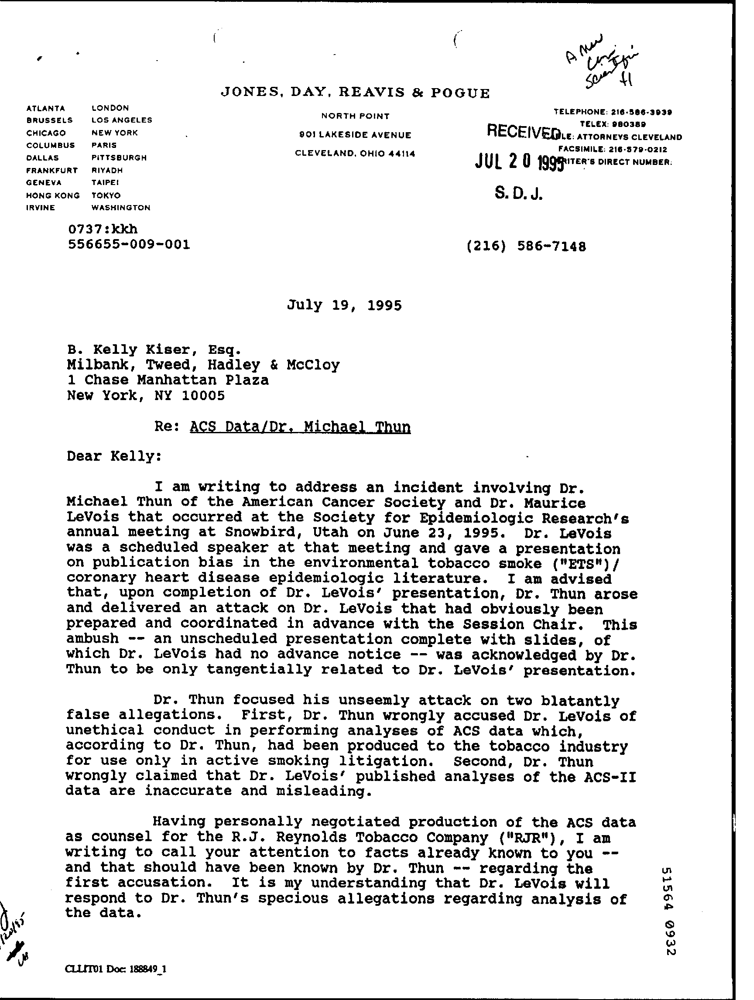 A New
JONES, DAY, REAVIS & POGUE
ATLANTA LONDON
BRUSSELS LOS ANGELES
CHICAGO NEW YORK
COLUMBUS PARIS
DALLAS PITTSBURGH
FRANKFURT RIYADH
GENEVA TAIPEI
HONG KONG TOKYO
IRVINE WASHINGTON
NORTH POINT
901 LAKESIDE AVENUE
CLEVELAND, OHIO 44114
TELEPHONE: 216-586-3939
TELEX: 980389
LE: ATTORNEYS CLEVELAND
FACSIMILE: 216-579-0212
RITER'S DIRECT NUMBER:
RECEIVED
JUL 20 1995
S. D. J.
0737:kkh
556655-009-001
(216) 586-7148
July 19, 1995
B. Kelly Kiser, Esq.
Milbank, Tweed, Hadley & McCloy
1 Chase Manhattan Plaza
New York, NY 10005
Re: ACS Data/Dr. Michael Thun
Dear Kelly:
I am writing to address an incident involving Dr.
Michael Thun of the American Cancer Society and Dr. Maurice
LeVois that occurred at the Society for Epidemiologic Research's
annual meeting at Snowbird, Utah on June 23, 1995. Dr. LeVois
was a scheduled speaker at that meeting and gave a presentation
on publication bias in the environmental tobacco smoke ("ETS")/
coronary heart disease epidemiologic literature. I am advised
that, upon completion of Dr. LeVois' presentation, Dr. Thun arose
and delivered an attack on Dr. LeVois that had obviously been
prepared and coordinated in advance with the Session Chair. This
ambush -- an unscheduled presentation complete with slides, of
which Dr. LeVois had no advance notice -- was acknowledged by Dr.
Thun to be only tangentially related to Dr. LeVois' presentation.
Dr. Thun focused his unseemly attack on two blatantly
false allegations. First, Dr. Thun wrongly accused Dr. LeVois of
unethical conduct in performing analyses of ACS data which,
according to Dr. Thun, had been produced to the tobacco industry
for use only in active smoking litigation. Second, Dr. Thun
wrongly claimed that Dr. LeVois' published analyses of the ACS-II
data are inaccurate and misleading.
Having personally negotiated production of the ACS data
as counsel for the R.J. Reynolds Tobacco Company ("RJR"), I am
writing to call your attention to facts already known to you --
and that should have been known by Dr. Thun -- regarding the
first accusation. It is my understanding that Dr. LeVois will
respond to Dr. Thun's specious allegations regarding analysis of
the data.
51564 0932
CLLIT01 Doc: 188849_1